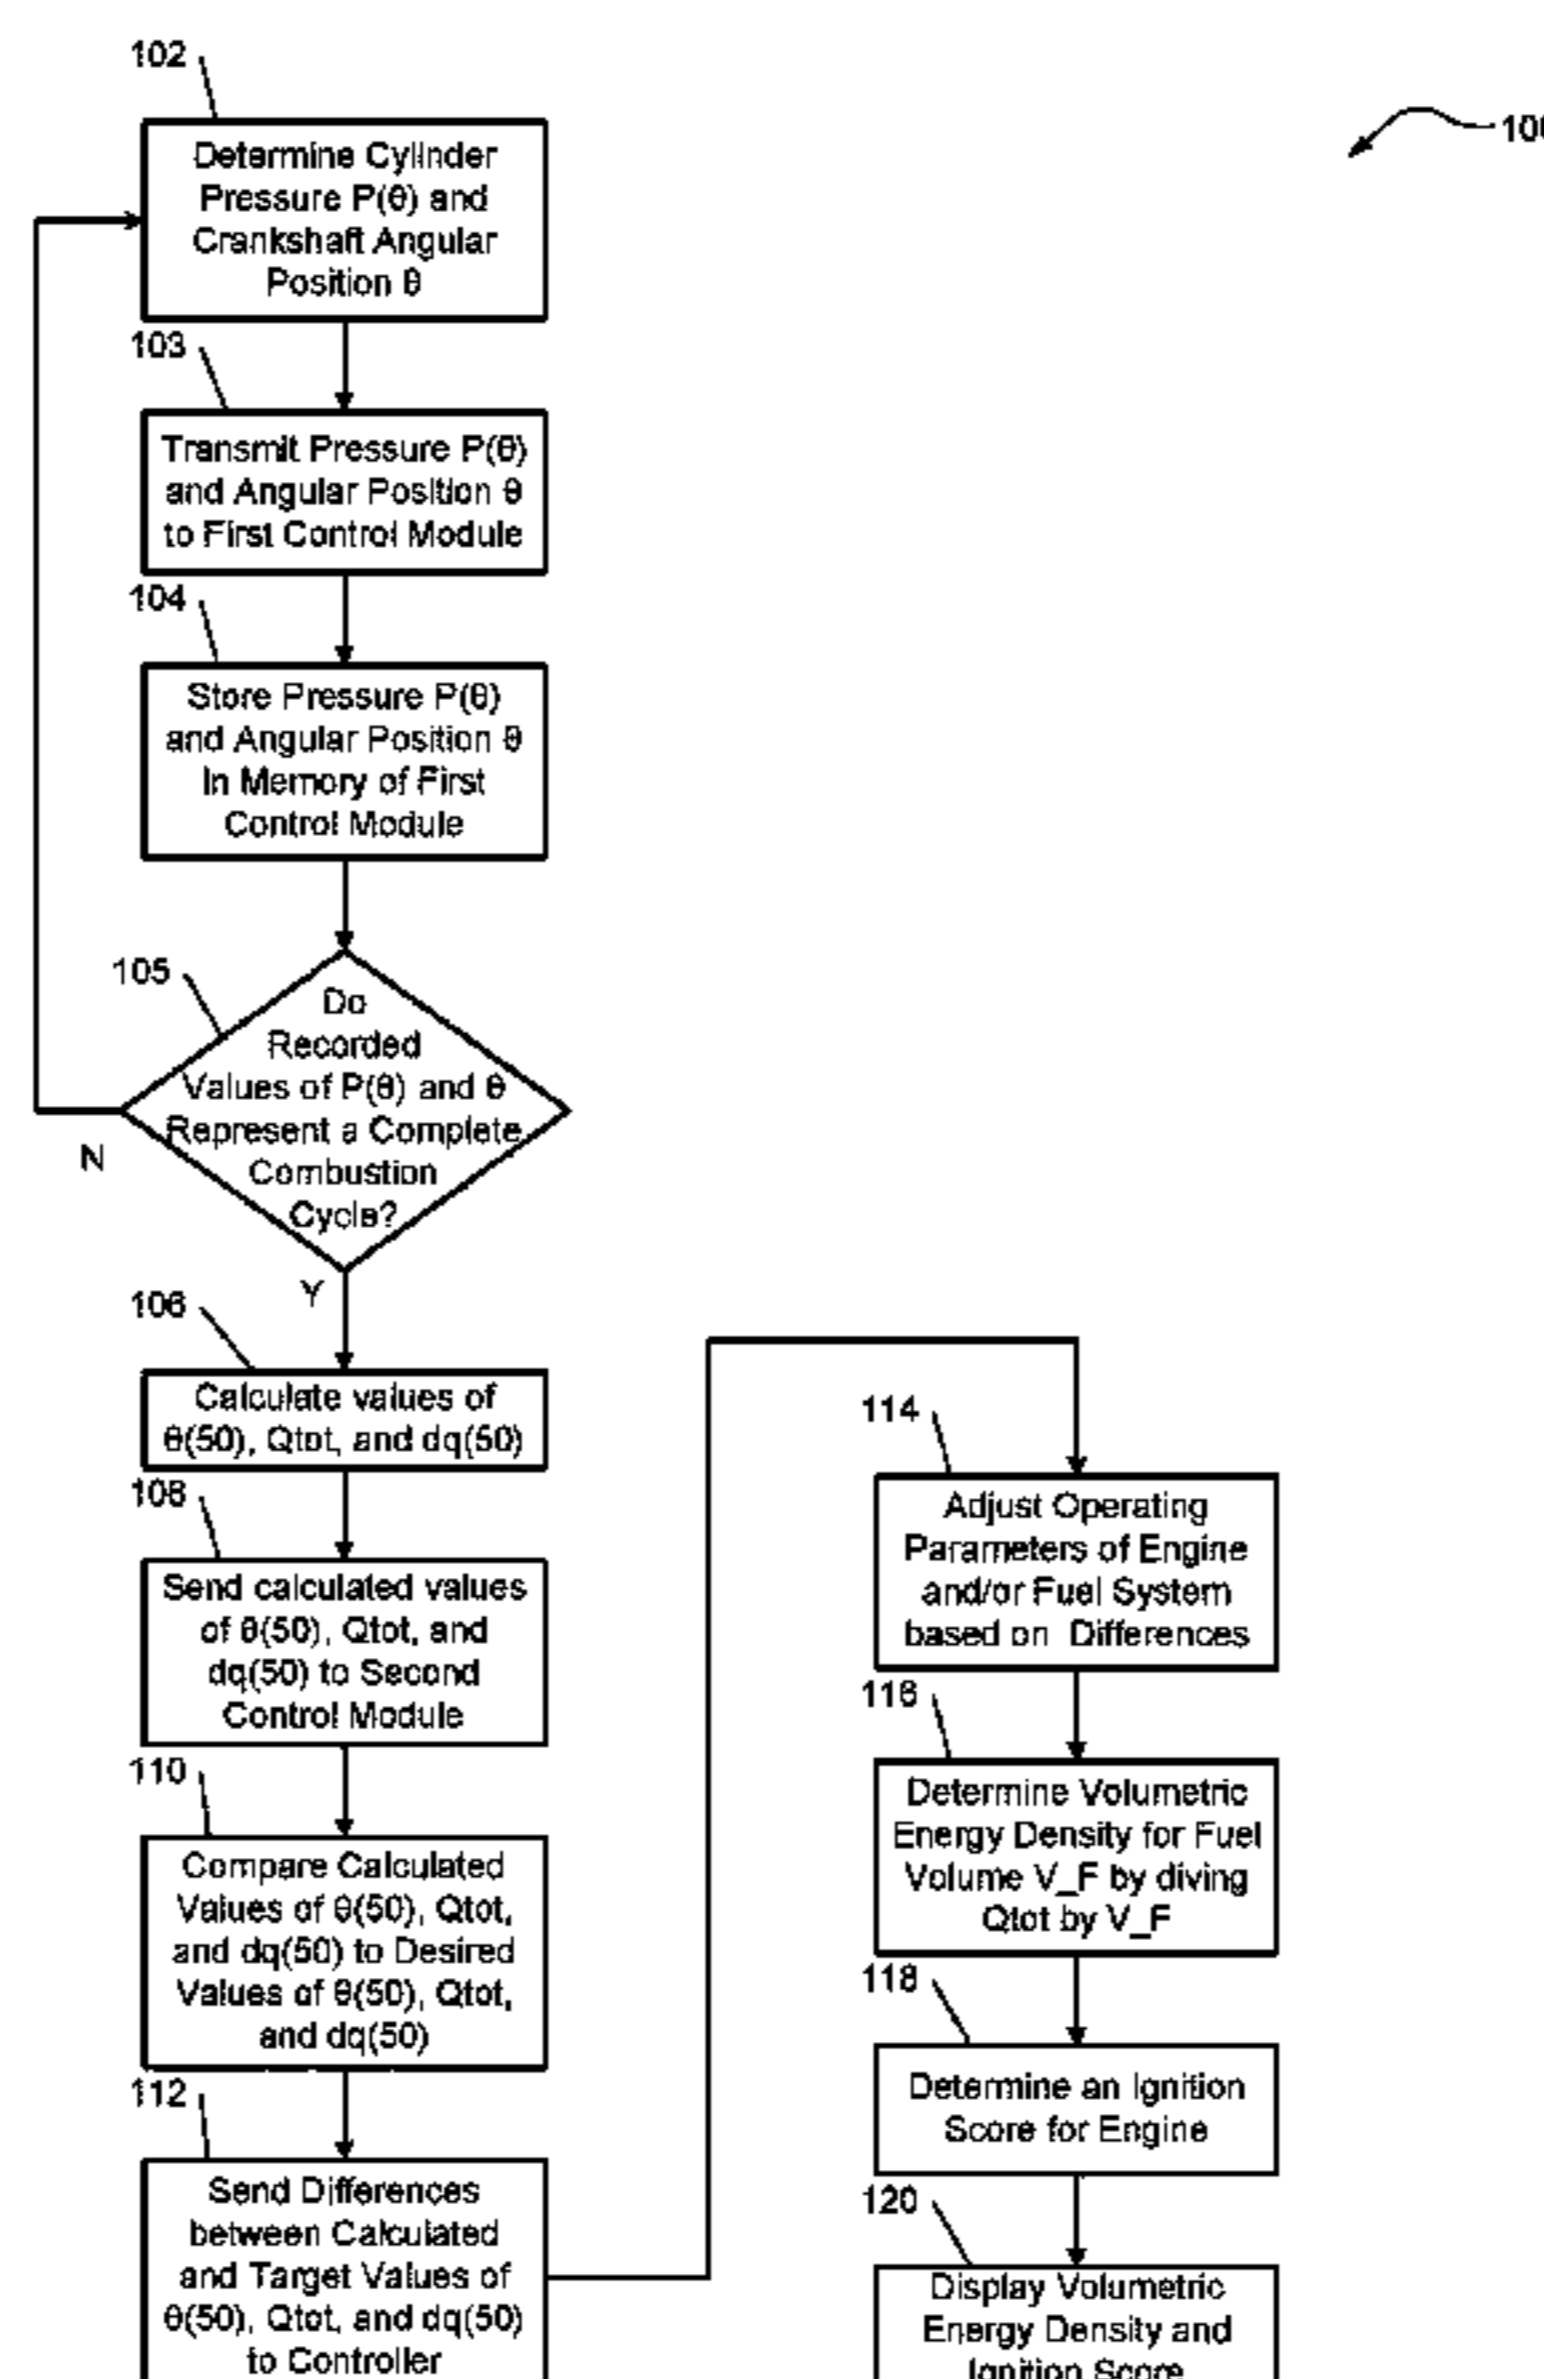 102
Determine Cylinder
Pressure P(θ) and
Crankshaft Angular
Position θ
103
Transmit Pressure P(θ)
and Angular Position θ
to First Control Module
104
Store Pressure P(θ)
and Angular Position θ
In Memory of First
Control Module
105
Do
Recorded
Values of P(θ) and θ
Represent a Complete
Combustion
Cycle?
N
Y
106
Calculate values of
θ(50), Qtot, and dq(50)
108
Send calculated values
of θ(50), Qtot, and
dq(50) to Second
Control Module
110
Compare Calculated
Values of θ(50), Qtot,
and dq(50) to Desired
Values of θ(50), Qtot,
and dq(50)
112
Send Differences
between Calculated
and Target Values of
θ(50), Qtot, and dq(50)
to Controller
114
Adjust Operating
Parameters of Engine
and/or Fuel System
based on Differences
116
Determine Volumetric
Energy Density for Fuel
Volume V_F by diving
Qtot by V_F
118
Determine an Ignition
Score for Engine
120
Display Volumetric
Energy Density and
Ignition Score